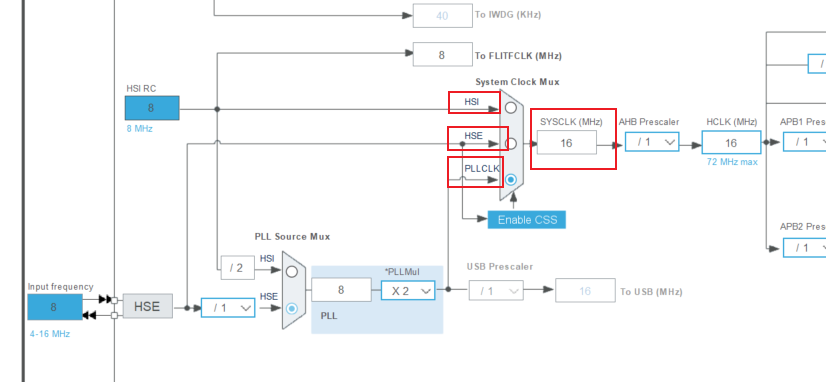 40
To IWDG (KHz)
8
To FLITFCLK (MHz)
System Clock Mux
HSI RC
8
8 MHz
HSI
HSE
PLLCLK
SYSCLK (MHz)
16
AHB Prescaler
/ 1
HCLK (MHz)
16
72 MHz max
APB1 Pres
/ 1
/
Enable CSS
APB2 Pres
/ 1
PLL Source Mux
HSI
/ 2
HSE
*PLLMul
8
X 2
PLL
USB Prescaler
/ 1
16
To USB (MHz)
Input frequency
8
4-16 MHz
HSE
/ 1